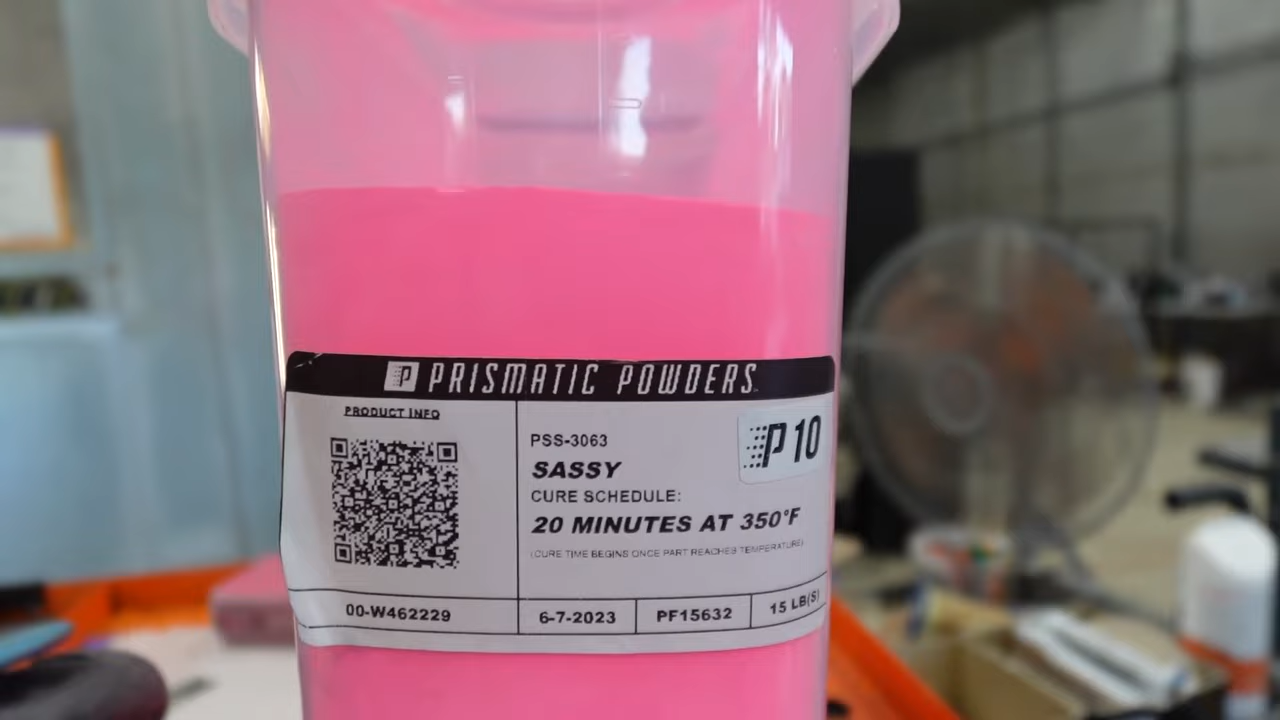 PRISMATIC POWDERS
PRODUCT INFO
PSS-3063
P 10
SASSY
CURE SCHEDULE:
20 MINUTES AT 350°F
(CURE TIME BEGINS ONCE PART REACHES TEMPERATURE)
00-W462229
6-7-2023
PF15632
15 LB(S)